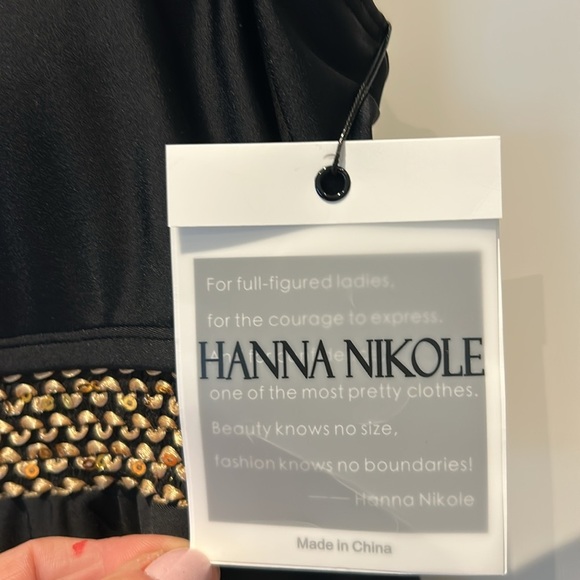 For full-figured ladies,
for the courage to express.
HANNA NIKOLE
one of the most pretty clothes.
Beauty knows no size,
fashion knows no boundaries!
—— Hanna Nikole
Made in China